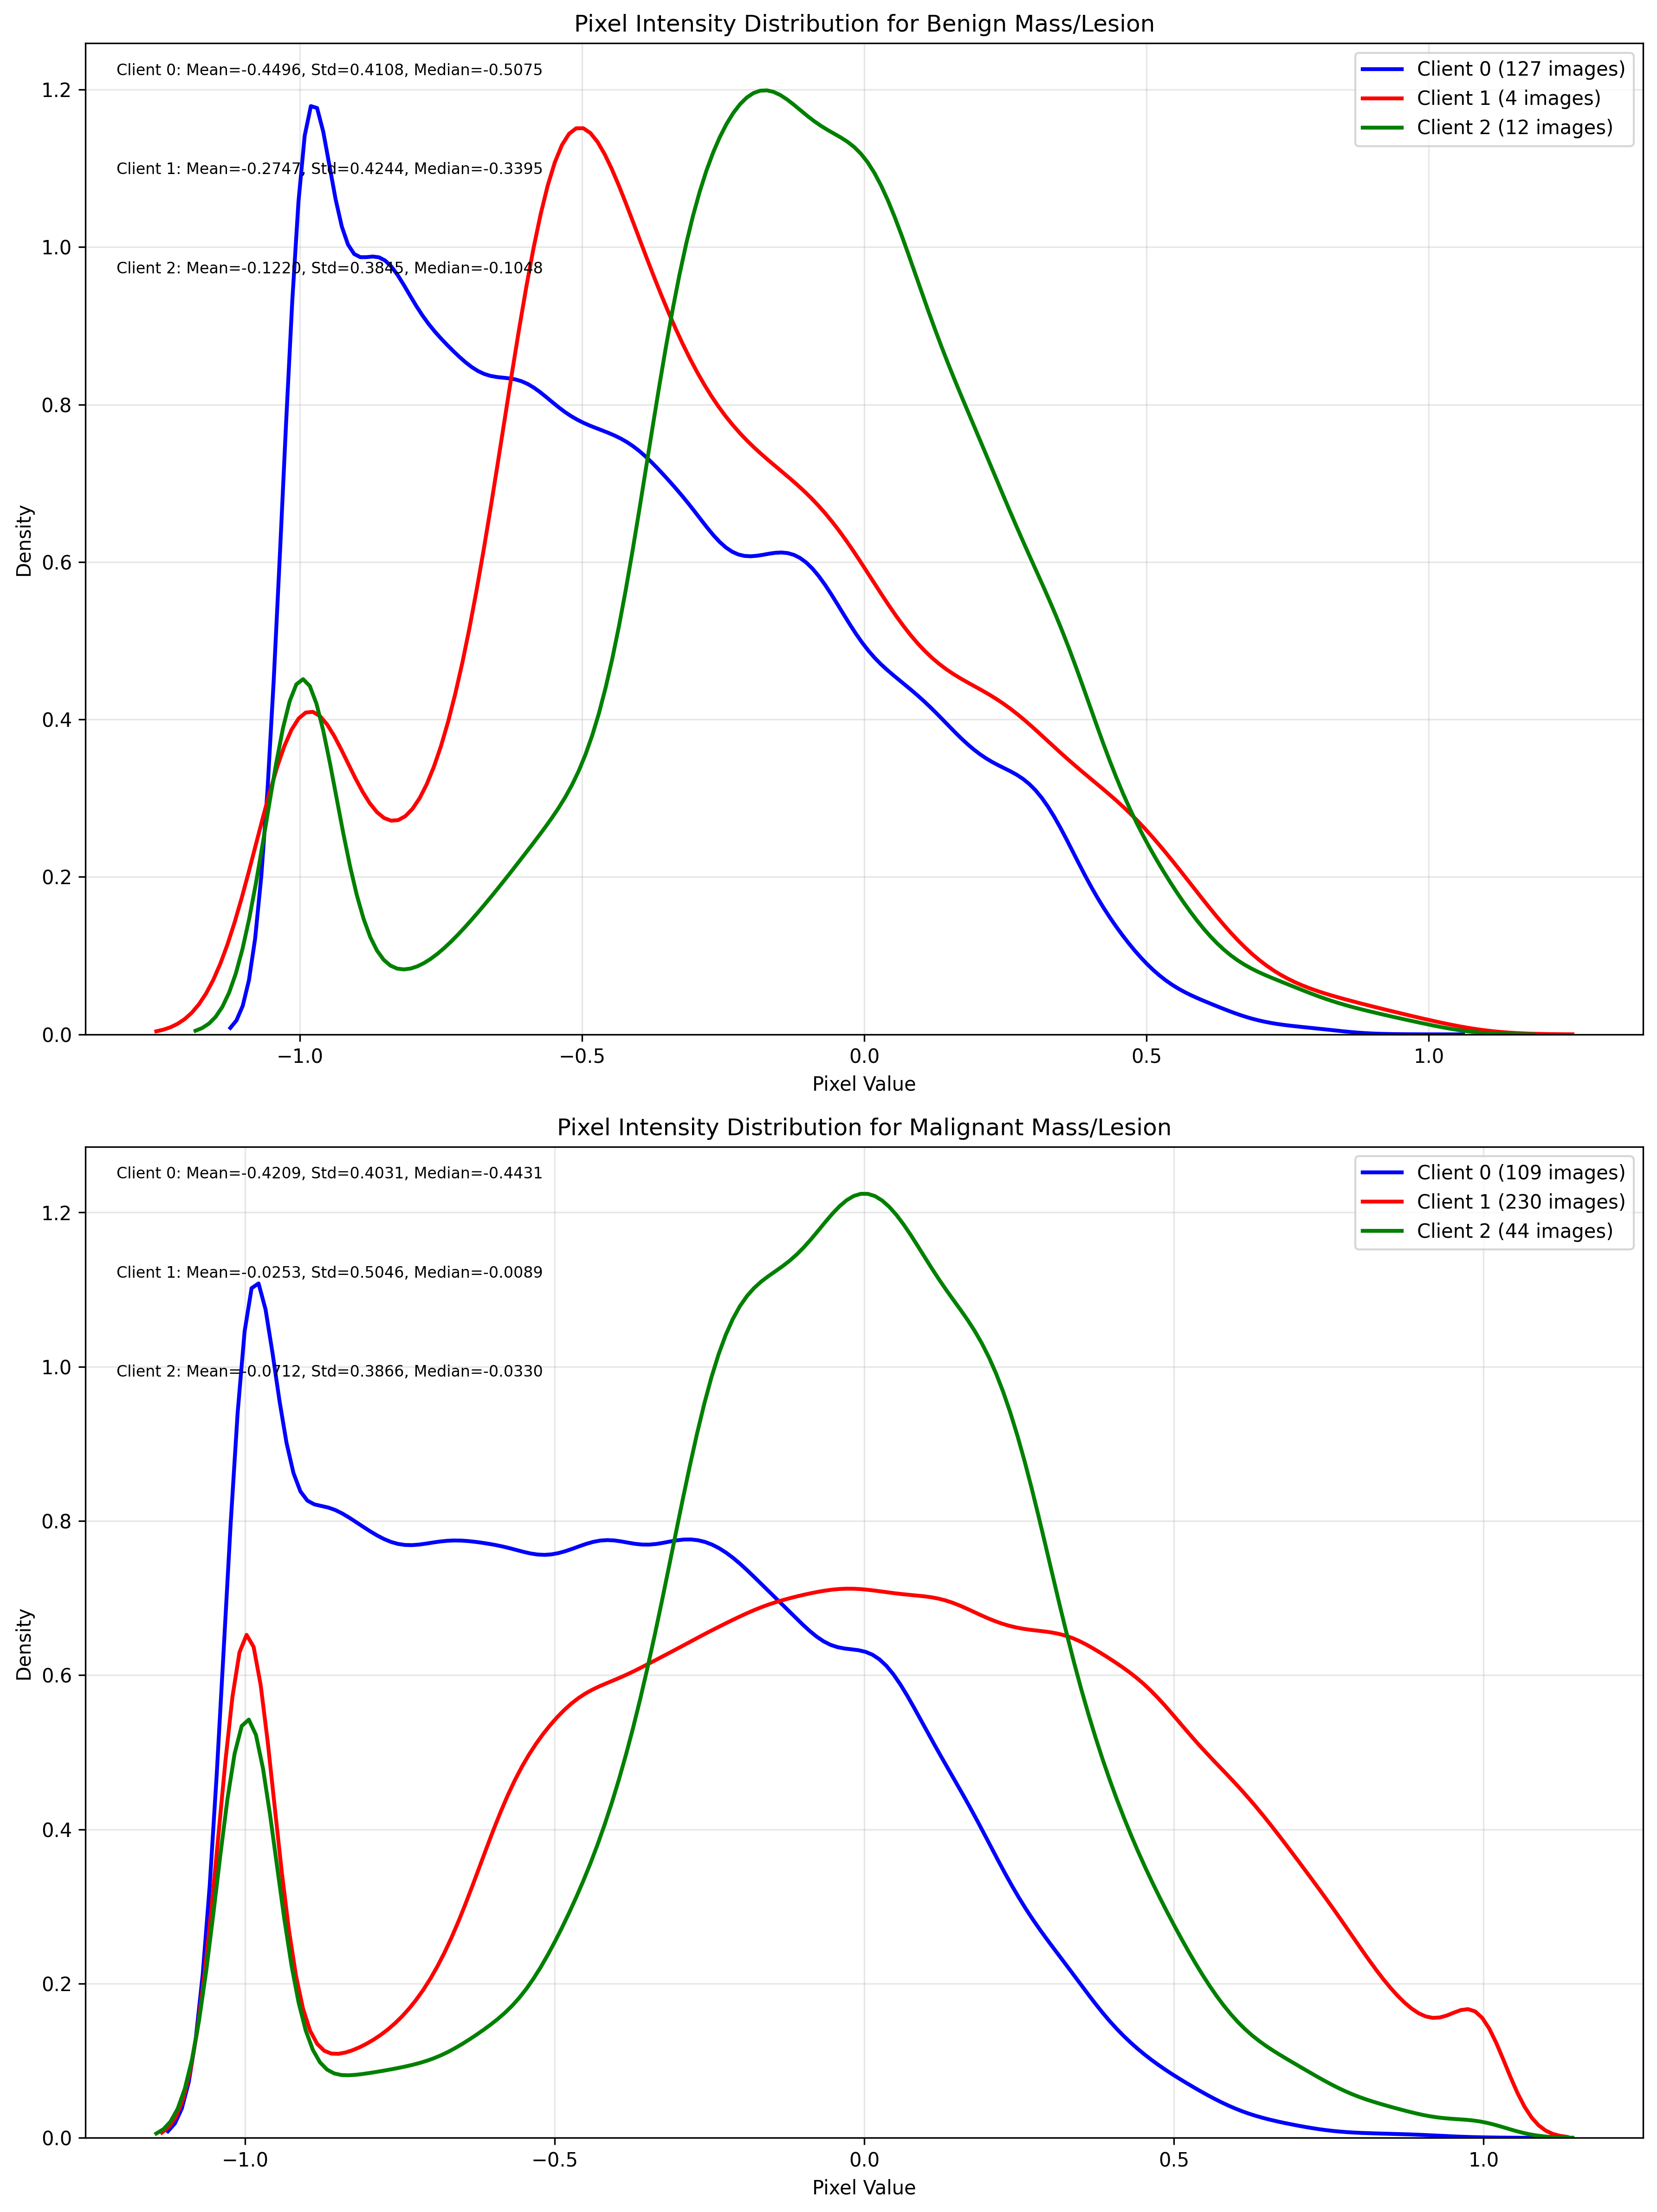 Pixel Intensity Distribution for Benign Mass/Lesion
Client 0: Mean=-0.4496, Std=0.4108, Median=-0.5075
Client 1: Mean=-0.2747, Std=0.4244, Median=-0.3395
Client 2: Mean=-0.1220, Std=0.3845, Median=-0.1048
Client 0 (127 images)
Client 1 (4 images)
Client 2 (12 images)
Density
1.2
1.0
0.8
0.6
0.4
0.2
0.0
−1.0 −0.5 0.0 0.5 1.0
Pixel Value
Pixel Intensity Distribution for Malignant Mass/Lesion
Client 0: Mean=-0.4209, Std=0.4031, Median=-0.4431
Client 1: Mean=-0.0253, Std=0.5046, Median=-0.0089
Client 2: Mean=-0.0712, Std=0.3866, Median=-0.0330
Client 0 (109 images)
Client 1 (230 images)
Client 2 (44 images)
Density
1.2
1.0
0.8
0.6
0.4
0.2
0.0
−1.0 −0.5 0.0 0.5 1.0
Pixel Value